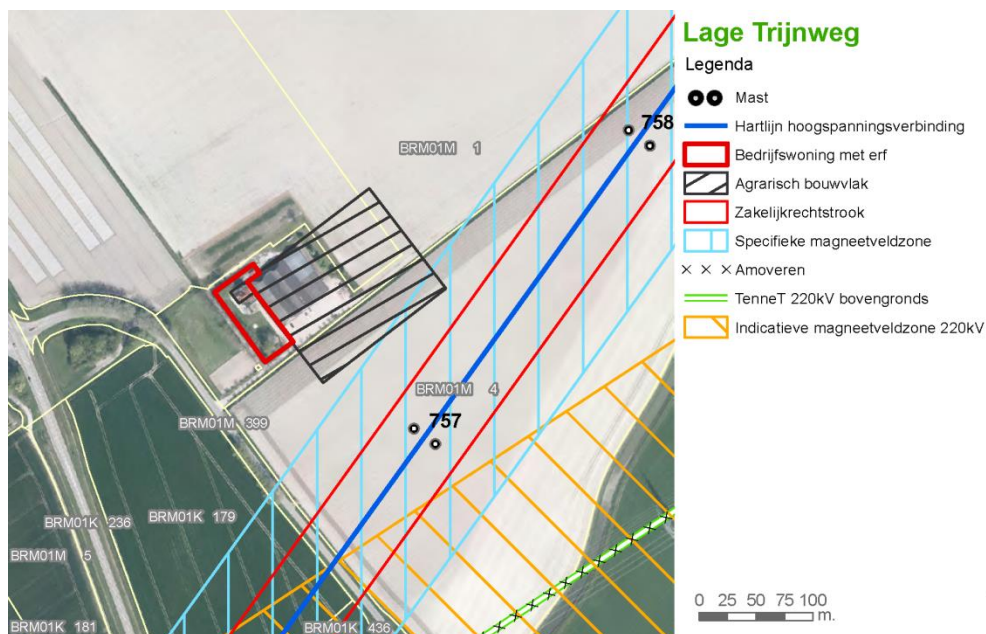 Lage Trijnweg
Legenda
Mast
Hartlijn hoogspanningsverbinding
Bedrijfswoning met erf
Agrarisch bouwvlak
Zakelijkrechtstrook
Specifieke magneetveldzone
Amoveren
TenneT 220kV bovengronds
Indicatieve magneetveldzone 220kV
758
BRM01M 1
BRM01M 4
757
BRM01M 399
BRM01K 236
BRM01K 179
BRM01M 5
BRM01K 181
BRM01K 436
0 25 50 75 100
m.